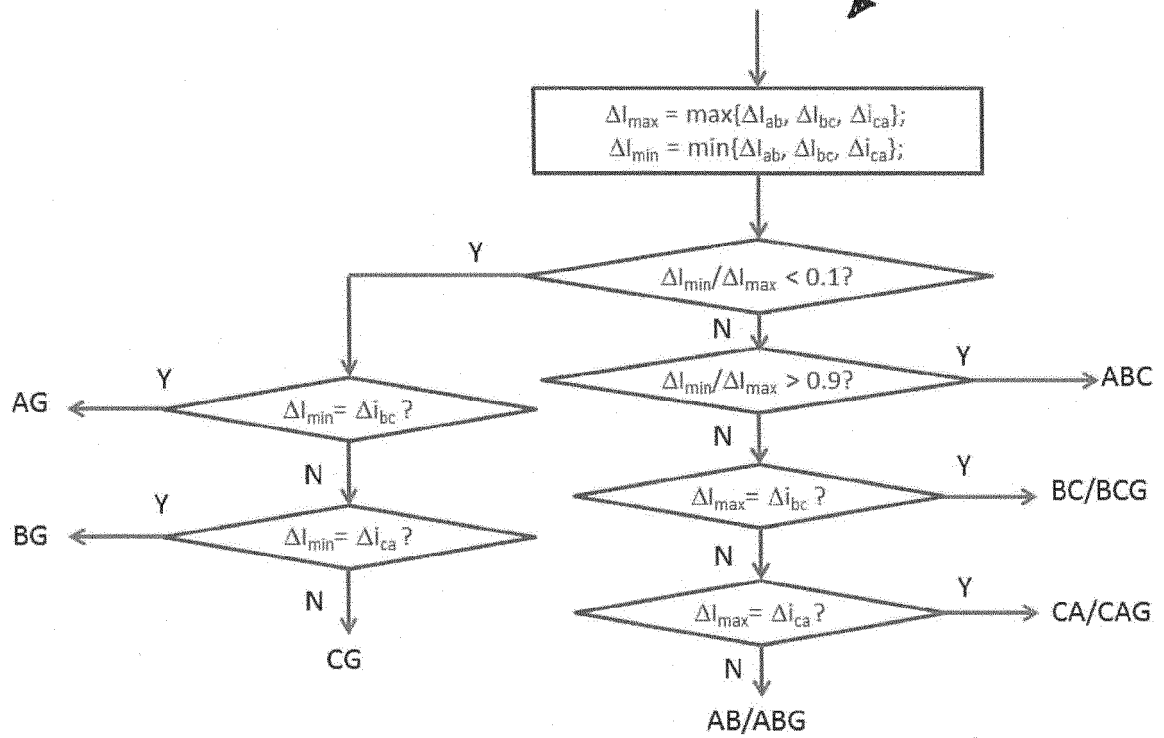 ΔI_max = max{ΔI_ab, ΔI_bc, Δi_ca};
ΔI_min = min{ΔI_ab, ΔI_bc, Δi_ca};
Y
ΔI_min/ΔI_max < 0.1?
N
Y
ΔI_min/ΔI_max > 0.9?
ABC
Y
AG
ΔI_min= Δi_bc ?
N
Y
N
ΔI_max= Δi_bc ?
BC/BCG
Y
BG
ΔI_min= Δi_ca ?
N
Y
N
ΔI_max= Δi_ca ?
CA/CAG
CG
N
AB/ABG